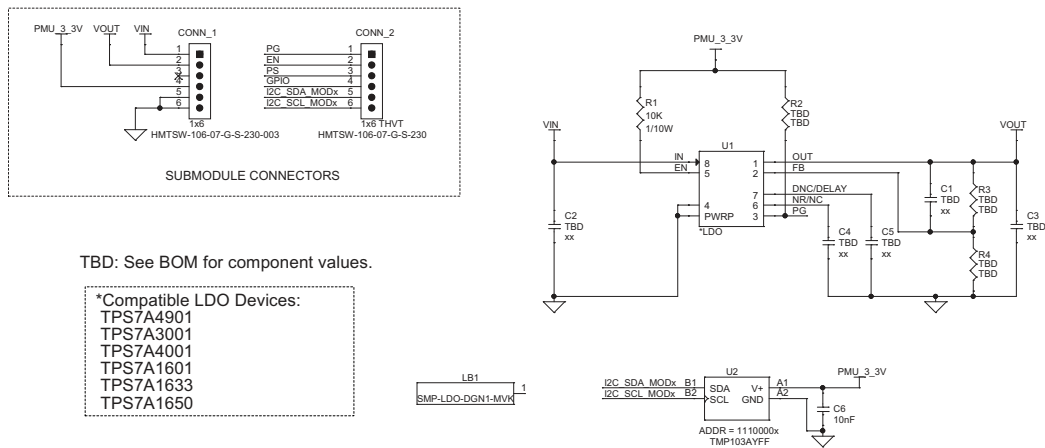 PMU_3_3V VOUT VIN CONN_1
1
2
3
4
5
6
1x6
HMTSW-106-07-G-S-230-003
CONN_2
PG 1
EN 2
PS 3
GPIO 4
I2C_SDA_MODx 5
I2C_SCL_MODx 6
1x6 THVT
HMTSW-106-07-G-S-230
SUBMODULE CONNECTORS
PMU_3_3V
R1
10K
1/10W
R2
TBD
TBD
VIN
VOUT
U1
IN 8
EN 5
4
PWRP
1 OUT
2 FB
7 DNC/DELAY
6 NR/NC
3 PG
*LDO
C2
TBD
xx
C4
TBD
xx
C5
TBD
xx
C1
TBD
xx
R3
TBD
TBD
R4
TBD
TBD
C3
TBD
xx
TBD: See BOM for component values.
*Compatible LDO Devices:
TPS7A4901
TPS7A3001
TPS7A4001
TPS7A1601
TPS7A1633
TPS7A1650
LB1
SMP-LDO-DGN1-MVK 1
U2
I2C_SDA_MODx B1 SDA V+ A1
I2C_SCL_MODx B2 SCL GND A2
PMU_3_3V
C6
10nF
ADDR = 1110000x
TMP103AYFF